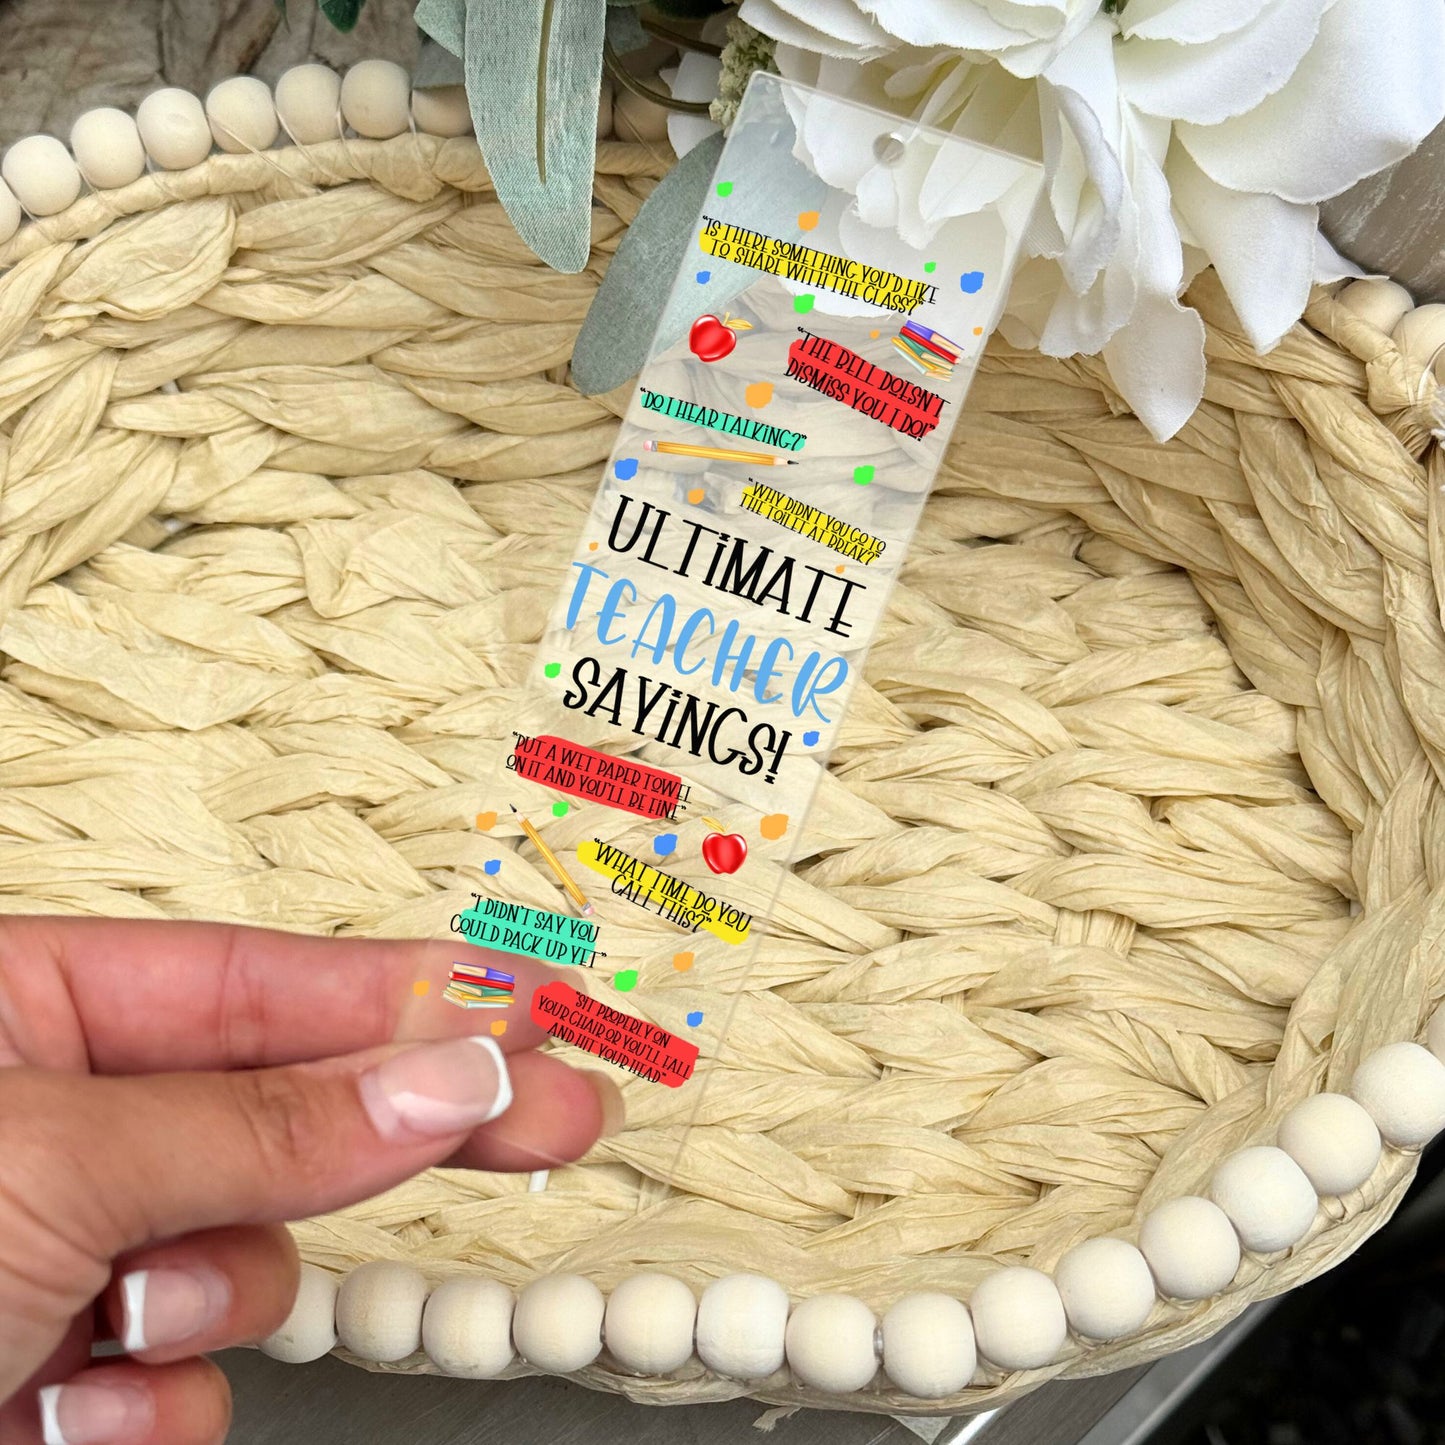 "IS THERE SOMETHING YOU'D LIKE
TO SHARE WITH THE CLASS?"
"THE BELL DOESN'T
DISMISS YOU, I DO!"
"DO I HEAR TALKING?"
"WHY DIDN'T YOU GO TO
THE TOILET AT BREAK?"
ULTIMATE
TEACHER
SAYINGS!
"PUT A WET PAPER TOWEL
ON IT AND YOU'LL BE FINE"
"WHAT TIME DO YOU
CALL THIS?"
"I DIDN'T SAY YOU
COULD PACK UP YET"
"SIT PROPERLY ON
YOUR CHAIR OR YOU'LL FALL
AND HIT YOUR HEAD"